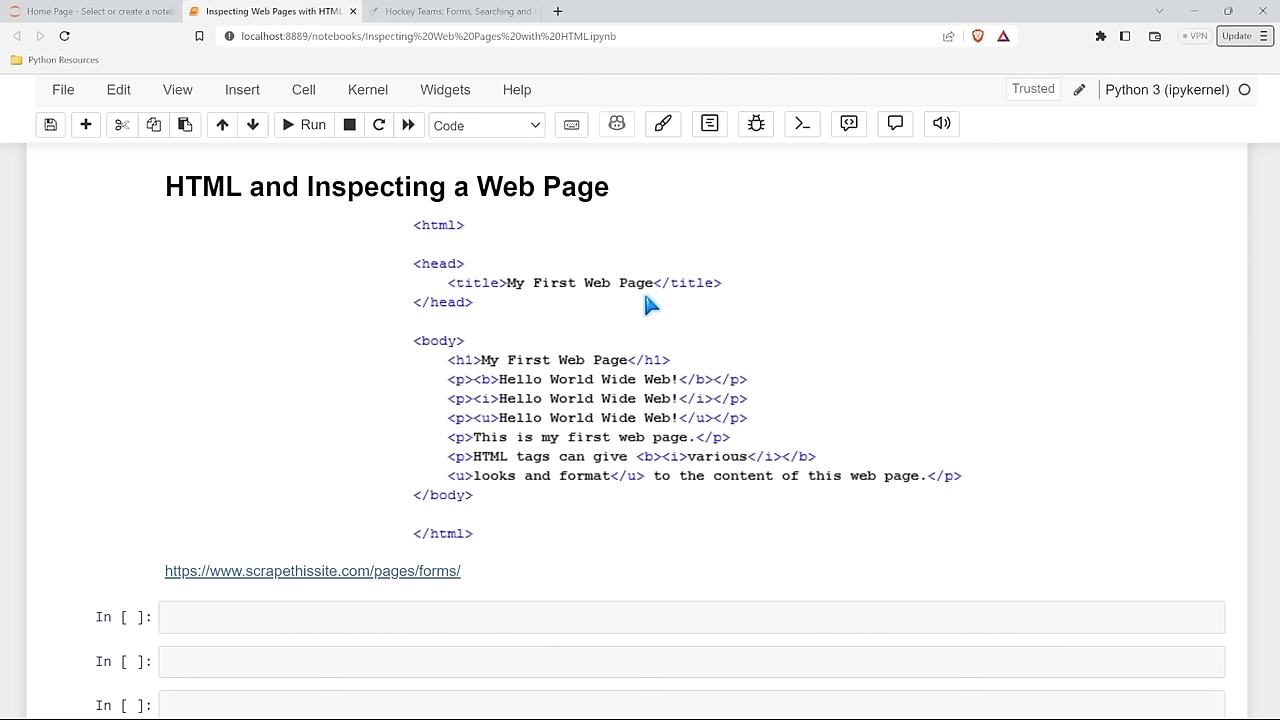 Home Page - Select or create a noteb
Inspecting Web Pages with HTML
Hockey Teams: Forms, Searching and
localhost:8889/notebooks/Inspecting%20Web%20Pages%20with%20HTML.ipynb
VPN
Update
Python Resources
File Edit View Insert Cell Kernel Widgets Help
Trusted
Python 3 (ipykernel)
Run
Code
HTML and Inspecting a Web Page
<html>
<head>
<title>My First Web Page</title>
</head>
<body>
<h1>My First Web Page</h1>
<p><b>Hello World Wide Web!</b></p>
<p><i>Hello World Wide Web!</i></p>
<p><u>Hello World Wide Web!</u></p>
<p>This is my first web page.</p>
<p>HTML tags can give <b><i>various</i></b>
<u>looks and format</u> to the content of this web page.</p>
</body>
</html>
https://www.scrapethissite.com/pages/forms/
In [ ]:
In [ ]:
In [ ]: